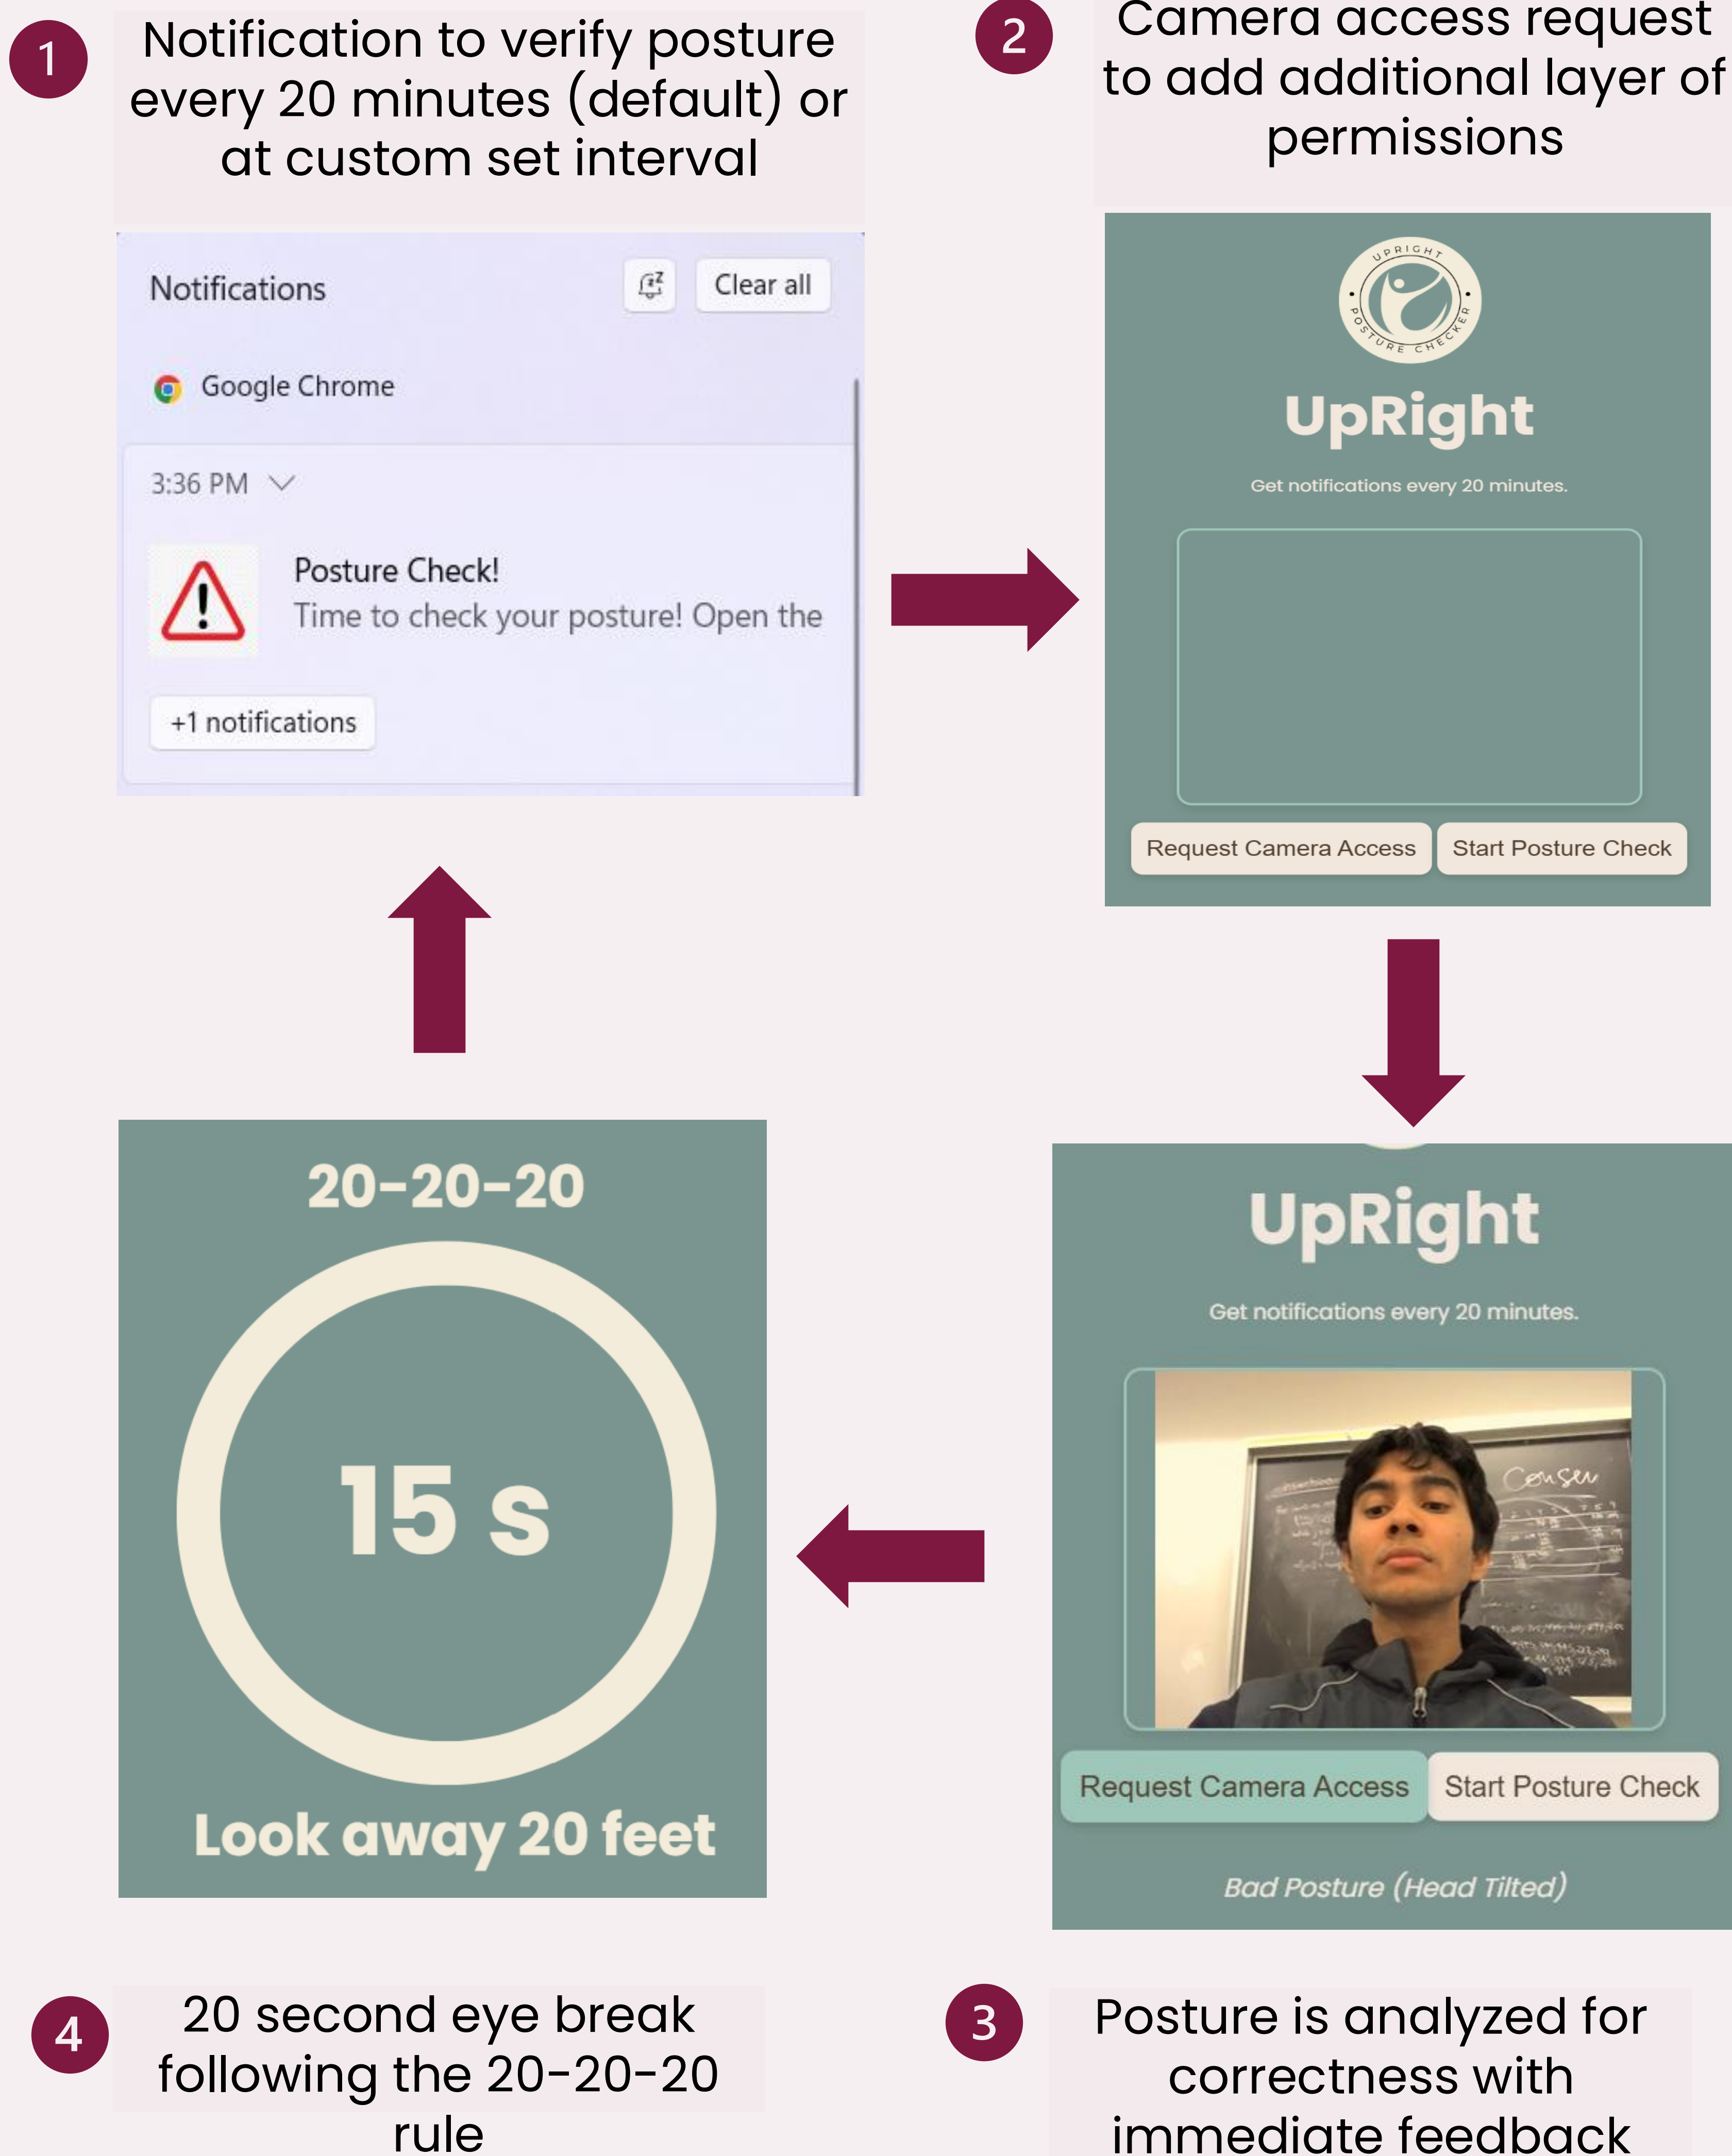 1
Notification to verify posture
every 20 minutes (default) or
at custom set interval
Notifications
Clear all
Google Chrome
3:36 PM
Posture Check!
Time to check your posture! Open the
+1 notifications
2
Camera access request
to add additional layer of
permissions
UPRIGHT
POSTURE CHECKER
UpRight
Get notifications every 20 minutes.
Request Camera Access
Start Posture Check
UpRight
Get notifications every 20 minutes.
Consen
Request Camera Access
Start Posture Check
Bad Posture (Head Tilted)
3
Posture is analyzed for
correctness with
immediate feedback
20-20-20
15 s
Look away 20 feet
4
20 second eye break
following the 20-20-20
rule